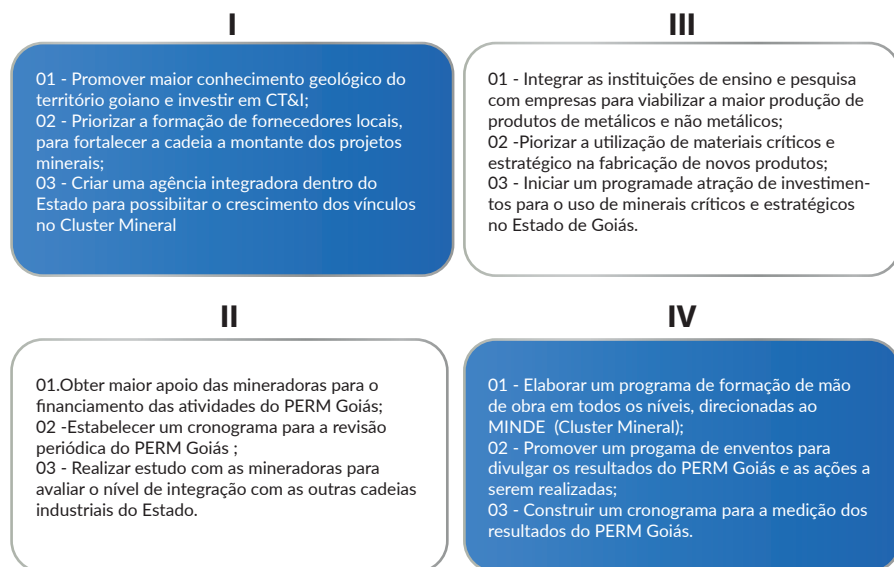 I
01 - Promover maior conhecimento geológico do
território goiano e investir em CT&I;
02 - Priorizar a formação de fornecedores locais,
para fortalecer a cadeia a montante dos projetos
minerais;
03 - Criar uma agência integradora dentro do
Estado para possibiitar o crescimento dos vínculos
no Cluster Mineral
II
01.Obter maior apoio das mineradoras para o
financiamento das atividades do PERM Goiás;
02 -Estabelecer um cronograma para a revisão
periódica do PERM Goiás ;
03 - Realizar estudo com as mineradoras para
avaliar o nível de integração com as outras cadeias
industriais do Estado.
III
01 - Integrar as instituições de ensino e pesquisa
com empresas para viabilizar a maior produção de
produtos de metálicos e não metálicos;
02 -Piorizar a utilização de materiais críticos e
estratégico na fabricação de novos produtos;
03 - Iniciar um programade atração de investimen-
tos para o uso de minerais críticos e estratégicos
no Estado de Goiás.
IV
01 - Elaborar um programa de formação de mão
de obra em todos os níveis, direcionadas ao
MINDE (Cluster Mineral);
02 - Promover um progama de enventos para
divulgar os resultados do PERM Goiás e as ações a
serem realizadas;
03 - Construir um cronograma para a medição dos
resultados do PERM Goiás.